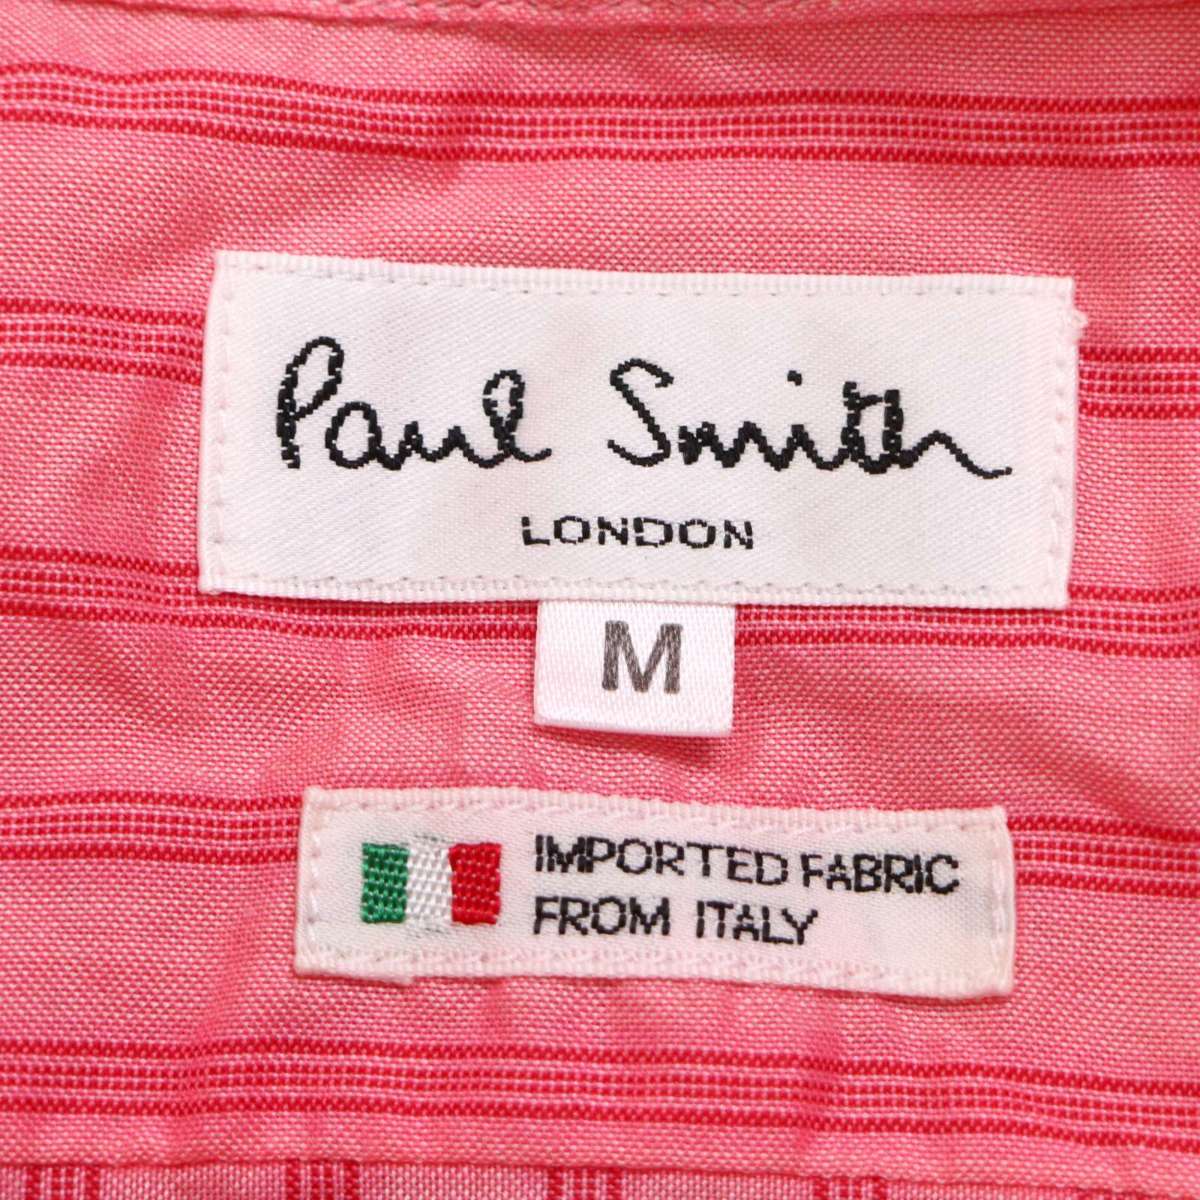 Paul Smith
LONDON
M
IMPORTED FABRIC
FROM ITALY